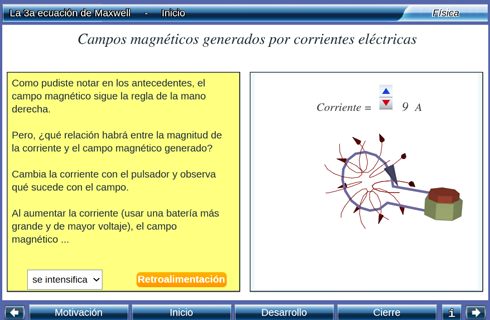 La 3a ecuación de Maxwell - Inicio
Física
Campos magnéticos generados por corrientes eléctricas
Como pudiste notar en los antecedentes, el
campo magnético sigue la regla de la mano
derecha.
Pero, ¿qué relación habrá entre la magnitud de
la corriente y el campo magnético generado?
Cambia la corriente con el pulsador y observa
qué sucede con el campo.
Al aumentar la corriente (usar una batería más
grande y de mayor voltaje), el campo
magnético ...
se intensifica
Retroalimentación
Corriente = 9 A
Motivación
Inicio
Desarrollo
Cierre
i